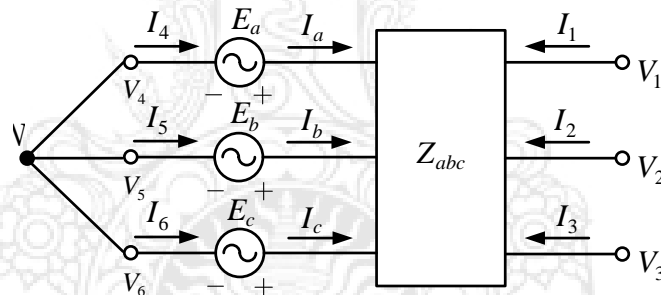 I4 Ea Ia I1
V4 − + V1
N I5 Eb Ib Zabc I2
V5 − + V2
I6 Ec Ic I3
V6 − + V3